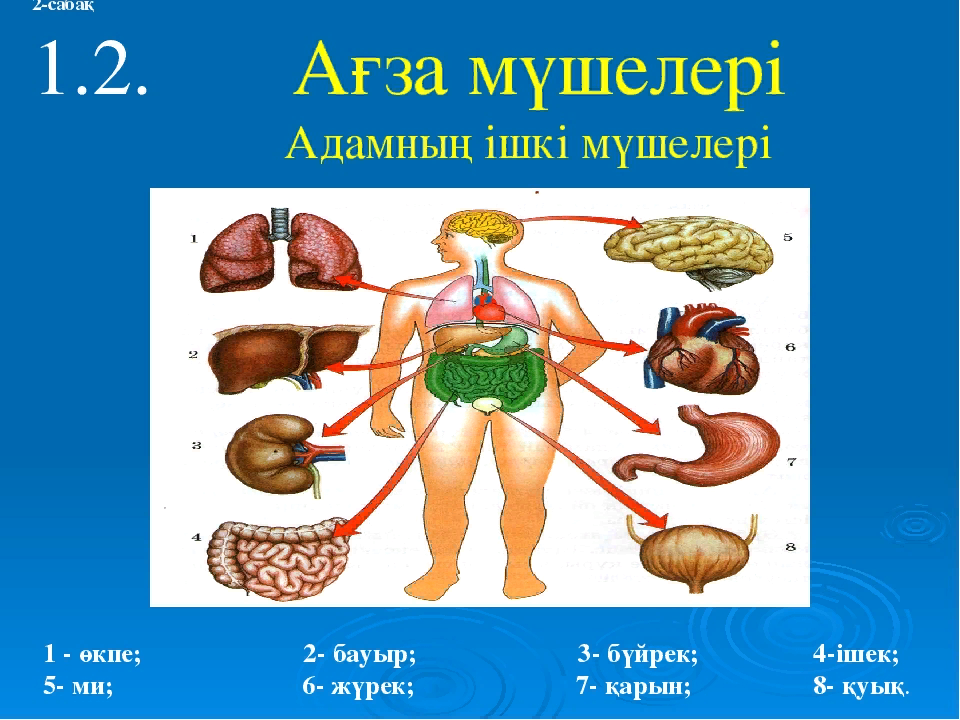 2-сабақ
1.2. Ағза мүшелері
Адамның ішкі мүшелері
1
2
3
4
5
6
7
8
1 - өкпе; 2- бауыр; 3- бүйрек; 4-ішек;
5- ми; 6- жүрек; 7- қарын; 8- қуық.